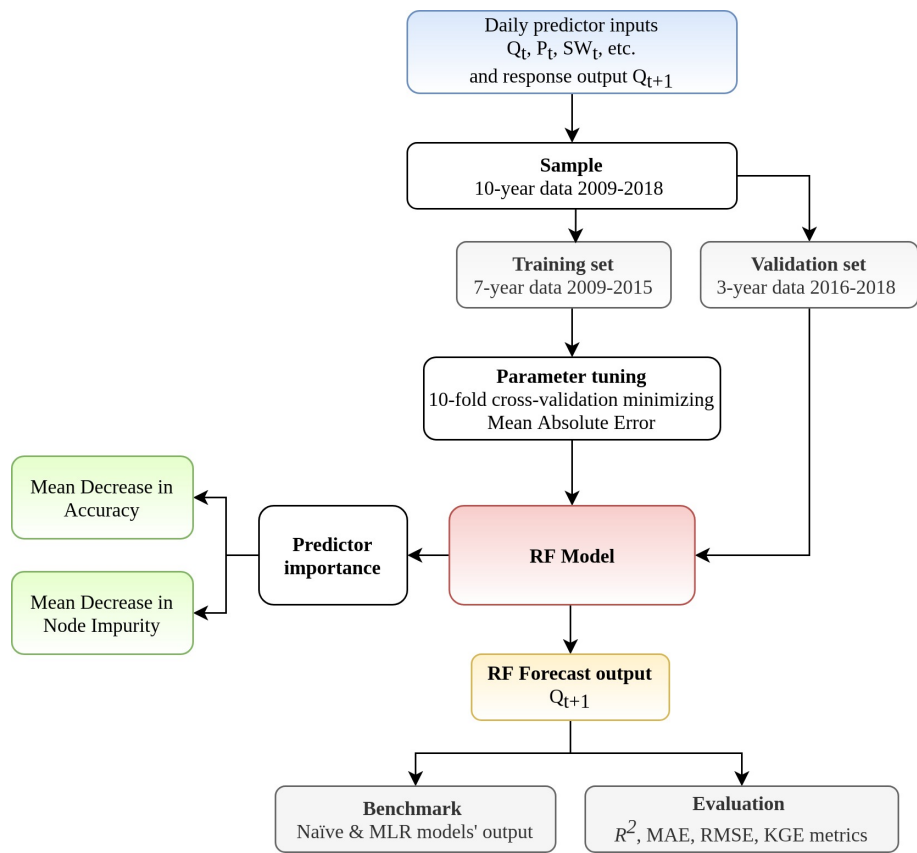 Daily predictor inputs
Qt, Pt, SWt, etc.
and response output Qt+1
Sample
10-year data 2009-2018
Training set
7-year data 2009-2015
Validation set
3-year data 2016-2018
Parameter tuning
10-fold cross-validation minimizing
Mean Absolute Error
Mean Decrease in
Accuracy
Predictor
importance
RF Model
Mean Decrease in
Node Impurity
RF Forecast output
Qt+1
Benchmark
Naïve & MLR models' output
Evaluation
R², MAE, RMSE, KGE metrics